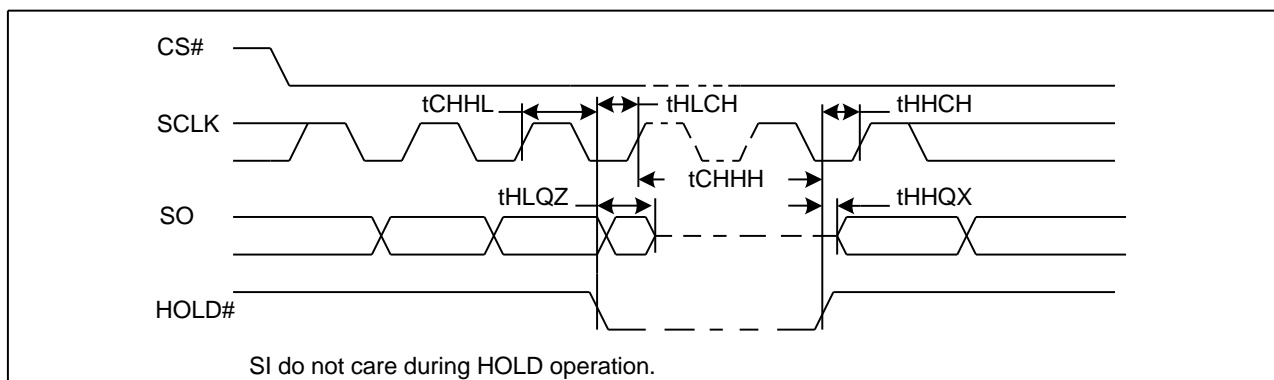 CS#
tCHHL
tHLCH
tHHCH
SCLK
tCHHH
tHLQZ
tHHQX
SO
HOLD#
SI do not care during HOLD operation.